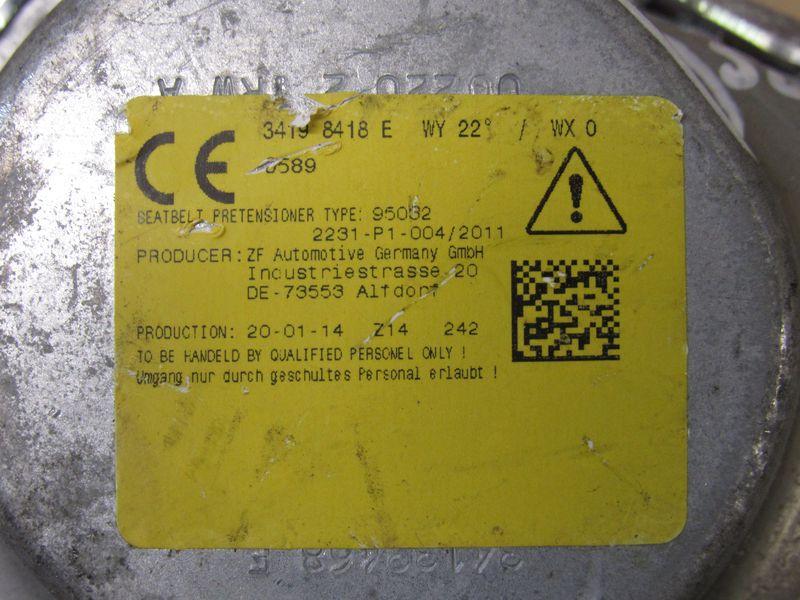 3419 8418 E WY 22° / WX 0
CE 0589
SEATBELT PRETENSIONER TYPE: 95032
2231-P1-004/2011
PRODUCER: ZF Automotive Germany GmbH
Industriestrasse 20
DE-73553 Alfdorf
PRODUCTION: 20-01-14 Z14 242
TO BE HANDELD BY QUALIFIED PERSONEL ONLY !
Umgang nur durch geschultes Personal erlaubt !